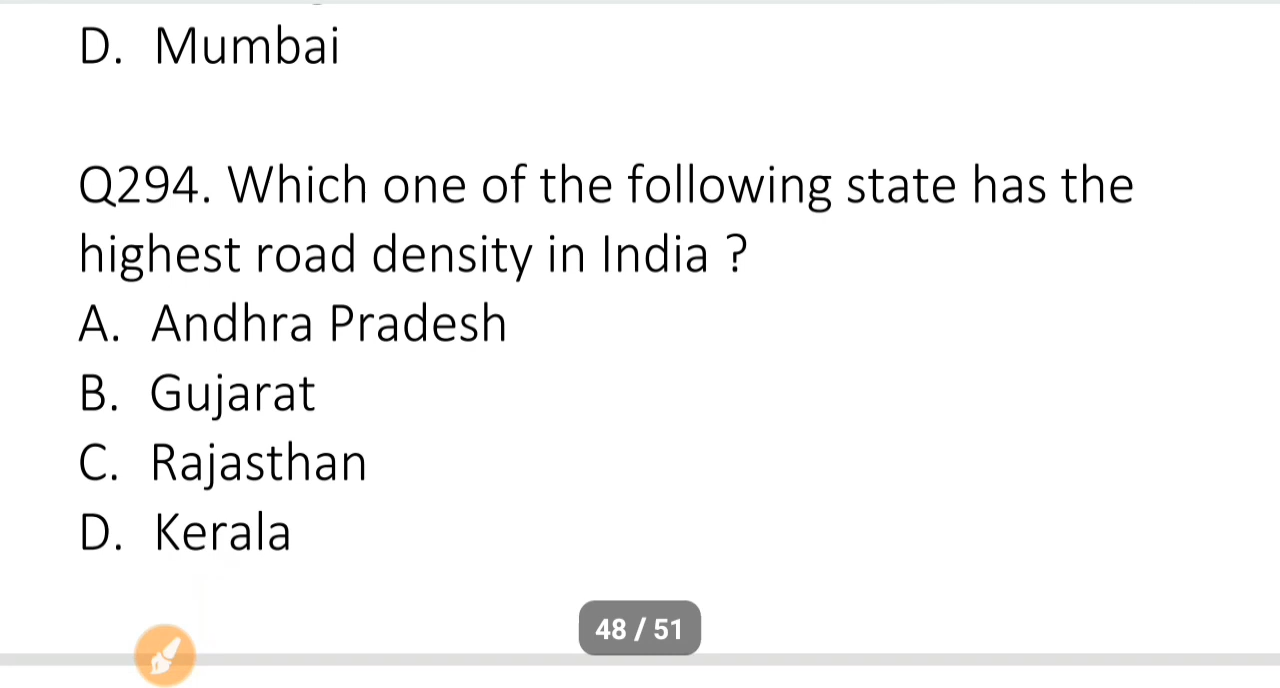 D. Mumbai
Q294. Which one of the following state has the
highest road density in India ?
A. Andhra Pradesh
B. Gujarat
C. Rajasthan
D. Kerala
48 / 51